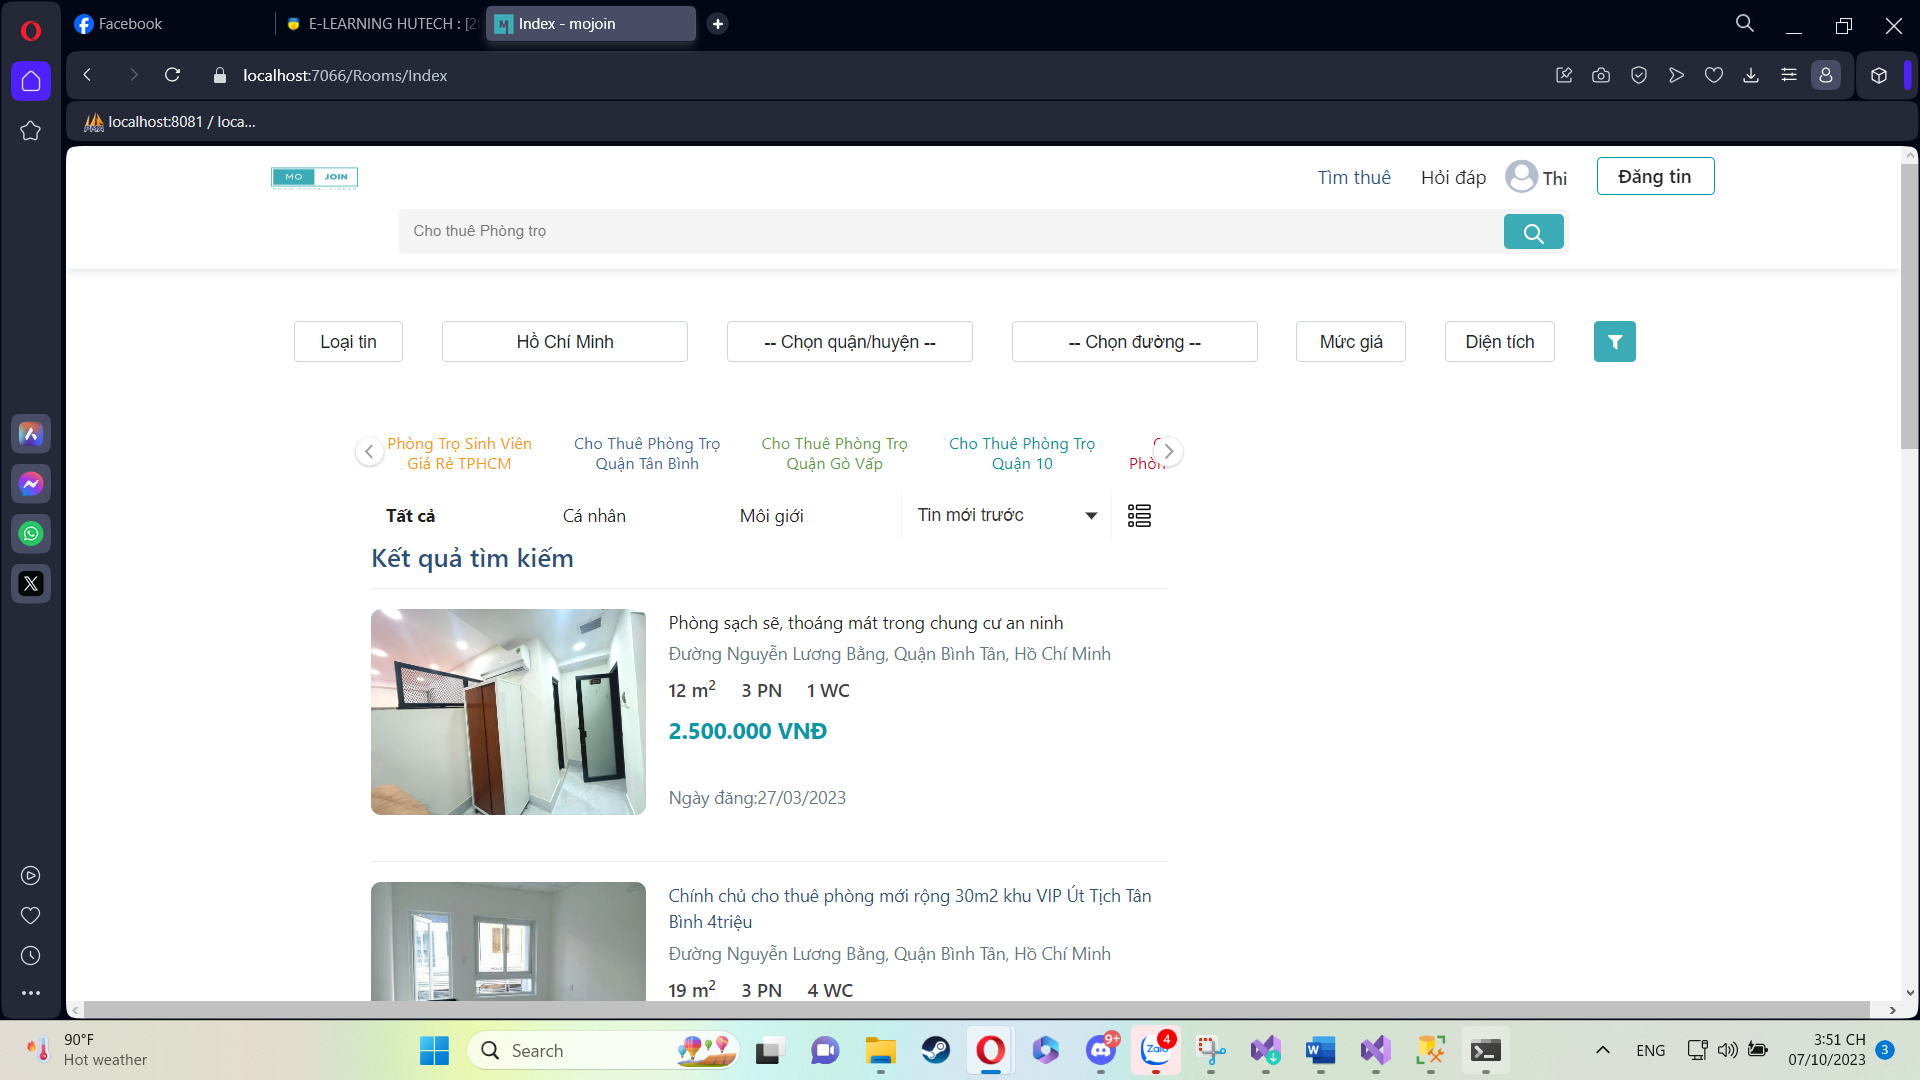 Facebook
E-LEARNING HUTECH : [2
Index - mojoin
localhost:7066/Rooms/Index
localhost:8081 / loca...
MO JOIN
Tìm thuê
Hỏi đáp
Thi
Đăng tin
Cho thuê Phòng trọ
Loại tin
Hồ Chí Minh
-- Chọn quận/huyện --
-- Chọn đường --
Mức giá
Diện tích
Phòng Trọ Sinh Viên
Giá Rẻ TPHCM
Cho Thuê Phòng Trọ
Quận Tân Bình
Cho Thuê Phòng Trọ
Quận Gò Vấp
Cho Thuê Phòng Trọ
Quận 10
Tất cả
Cá nhân
Môi giới
Tin mới trước
Kết quả tìm kiếm
Phòng sạch sẽ, thoáng mát trong chung cư an ninh
Đường Nguyễn Lương Bằng, Quận Bình Tân, Hồ Chí Minh
12 m² 3 PN 1 WC
2.500.000 VNĐ
Ngày đăng:27/03/2023
Chính chủ cho thuê phòng mới rộng 30m2 khu VIP Út Tịch Tân
Bình 4triệu
Đường Nguyễn Lương Bằng, Quận Bình Tân, Hồ Chí Minh
19 m² 3 PN 4 WC
90°F
Hot weather
Search
9+
Zalo
4
ENG
3:51 CH
07/10/2023
3